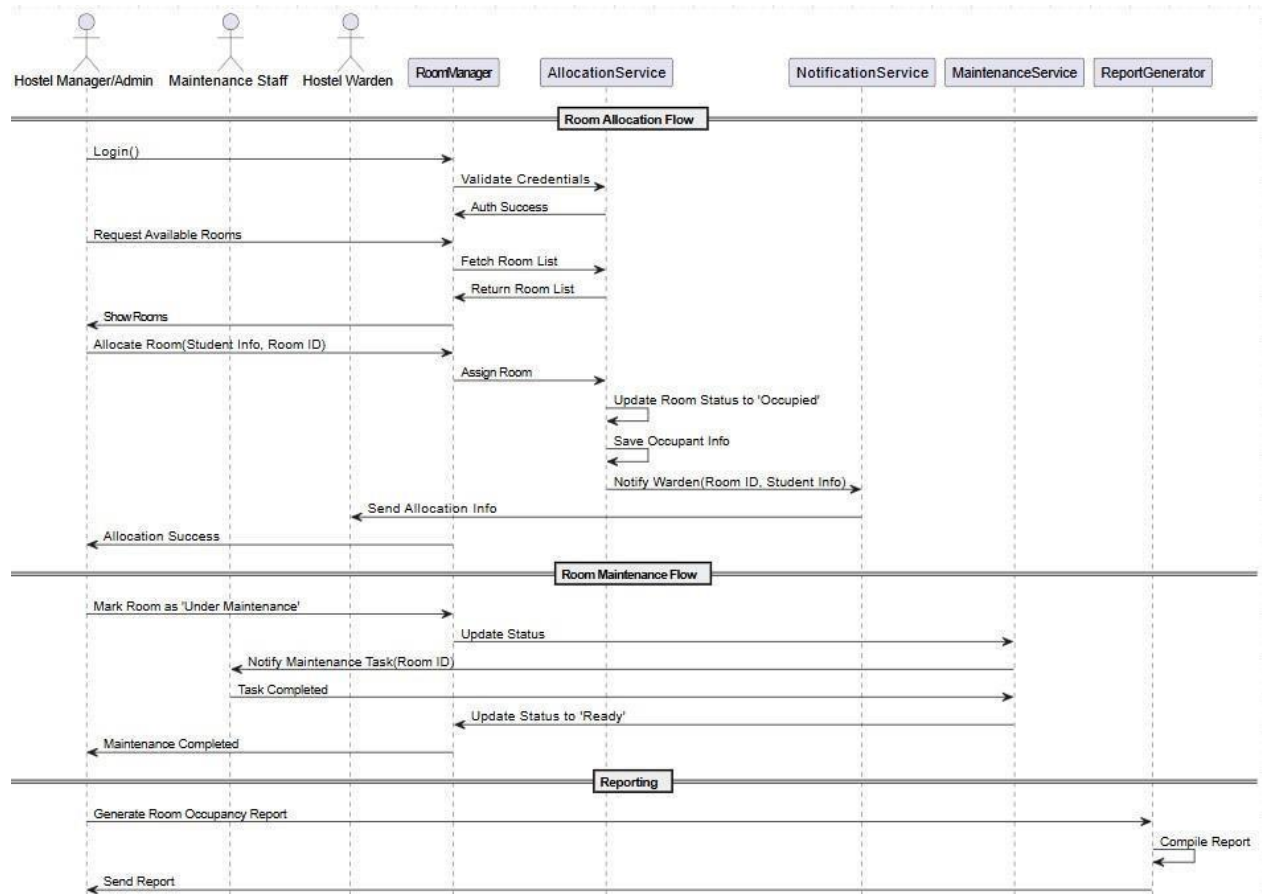 Hostel Manager/Admin
Maintenance Staff
Hostel Warden
RoomManager
AllocationService
NotificationService
MaintenanceService
ReportGenerator
Room Allocation Flow
Login()
Validate Credentials
Auth Success
Request Available Rooms
Fetch Room List
Return Room List
Show Rooms
Allocate Room(Student Info, Room ID)
Assign Room
Update Room Status to 'Occupied'
Save Occupant Info
Notify Warden(Room ID, Student Info)
Send Allocation Info
Allocation Success
Room Maintenance Flow
Mark Room as 'Under Maintenance'
Update Status
Notify Maintenance Task(Room ID)
Task Completed
Update Status to 'Ready'
Maintenance Completed
Reporting
Generate Room Occupancy Report
Compile Report
Send Report